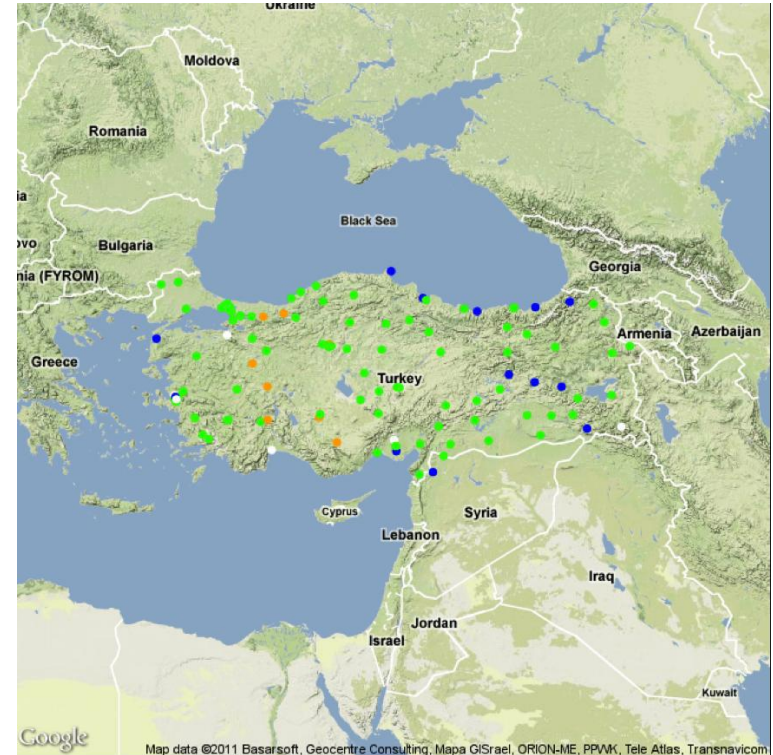 Ukraine
Moldova
Romania
Black Sea
Bulgaria
Georgia
nia (FYROM)
Armenia
Azerbaijan
Greece
Turkey
Cyprus
Syria
Lebanon
Iraq
Jordan
Israel
Kuwait
Google
Map data ©2011 Basarsoft, Geocentre Consulting, Mapa GISrael, ORION-ME, PPWK, Tele Atlas, Transnavicom